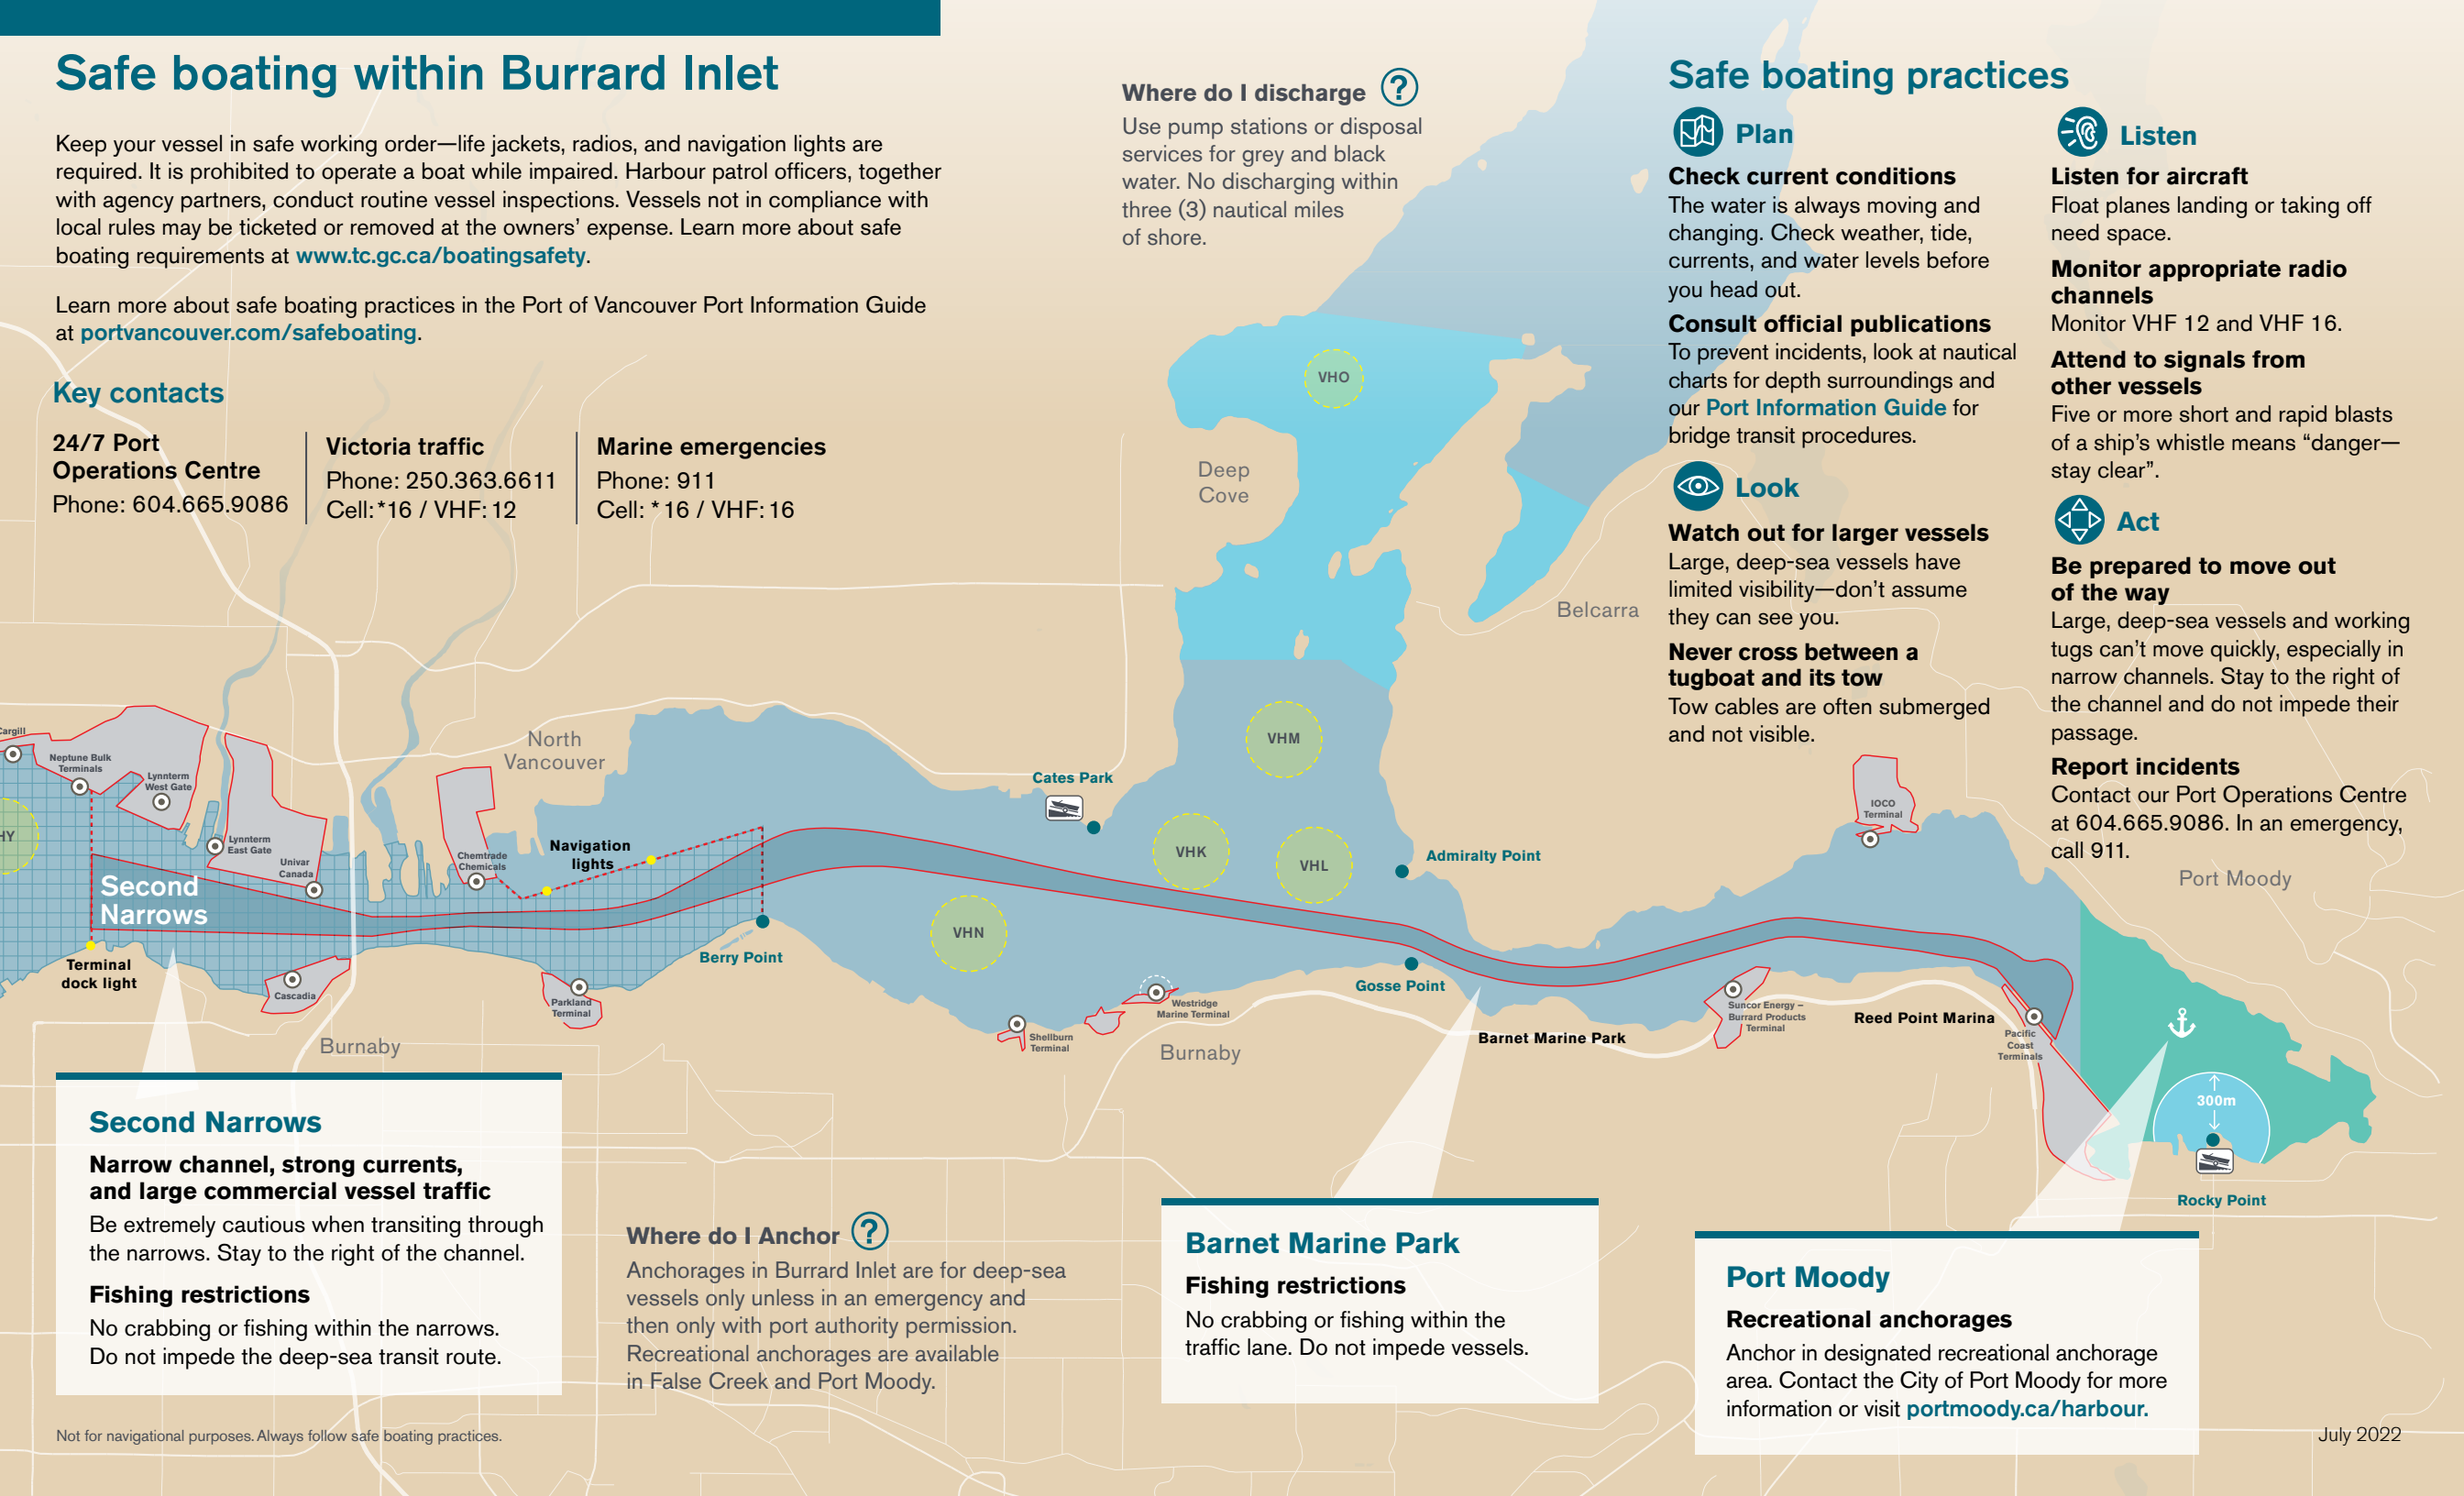 Safe boating within Burrard Inlet
Keep your vessel in safe working order—life jackets, radios, and navigation lights are
required. It is prohibited to operate a boat while impaired. Harbour patrol officers, together
with agency partners, conduct routine vessel inspections. Vessels not in compliance with
local rules may be ticketed or removed at the owners’ expense. Learn more about safe
boating requirements at www.tc.gc.ca/boatingsafety.
Learn more about safe boating practices in the Port of Vancouver Port Information Guide
at portvancouver.com/safeboating.
Key contacts
24/7 Port
Operations Centre
Phone: 604.665.9086
Victoria traffic
Phone: 250.363.6611
Cell:*16 / VHF:12
Marine emergencies
Phone: 911
Cell: *16 / VHF:16
Where do I discharge ?
Use pump stations or disposal
services for grey and black
water. No discharging within
three (3) nautical miles
of shore.
Safe boating practices
Plan
Check current conditions
The water is always moving and
changing. Check weather, tide,
currents, and water levels before
you head out.
Consult official publications
To prevent incidents, look at nautical
charts for depth surroundings and
our Port Information Guide for
bridge transit procedures.
Look
Watch out for larger vessels
Large, deep-sea vessels have
limited visibility—don’t assume
they can see you.
Never cross between a
tugboat and its tow
Tow cables are often submerged
and not visible.
Listen
Listen for aircraft
Float planes landing or taking off
need space.
Monitor appropriate radio
channels
Monitor VHF 12 and VHF 16.
Attend to signals from
other vessels
Five or more short and rapid blasts
of a ship’s whistle means “danger—
stay clear”.
Act
Be prepared to move out
of the way
Large, deep-sea vessels and working
tugs can’t move quickly, especially in
narrow channels. Stay to the right of
the channel and do not impede their
passage.
Report incidents
Contact our Port Operations Centre
at 604.665.9086. In an emergency,
call 911.
VHO
Deep
Cove
Belcarra
Cargill
Neptune Bulk
Terminals
Lynnterm
West Gate
HY
Lynnterm
East Gate
Univar
Canada
Second
Narrows
Terminal
dock light
Cascadia
Chemtrade
Chemicals
North
Vancouver
Navigation
lights
Parkland
Terminal
Berry Point
Burnaby
Cates Park
VHM
VHK
VHL
VHN
Admiralty Point
Gosse Point
Westridge
Marine Terminal
Shellburn
Terminal
Burnaby
Barnet Marine Park
IOCO
Terminal
Suncor Energy –
Burrard Products
Terminal
Reed Point Marina
Pacific
Coast
Terminals
Port Moody
300m
Rocky Point
Second Narrows
Narrow channel, strong currents,
and large commercial vessel traffic
Be extremely cautious when transiting through
the narrows. Stay to the right of the channel.
Fishing restrictions
No crabbing or fishing within the narrows.
Do not impede the deep-sea transit route.
Where do I Anchor ?
Anchorages in Burrard Inlet are for deep-sea
vessels only unless in an emergency and
then only with port authority permission.
Recreational anchorages are available
in False Creek and Port Moody.
Barnet Marine Park
Fishing restrictions
No crabbing or fishing within the
traffic lane. Do not impede vessels.
Port Moody
Recreational anchorages
Anchor in designated recreational anchorage
area. Contact the City of Port Moody for more
information or visit portmoody.ca/harbour.
Not for navigational purposes. Always follow safe boating practices.
July 2022